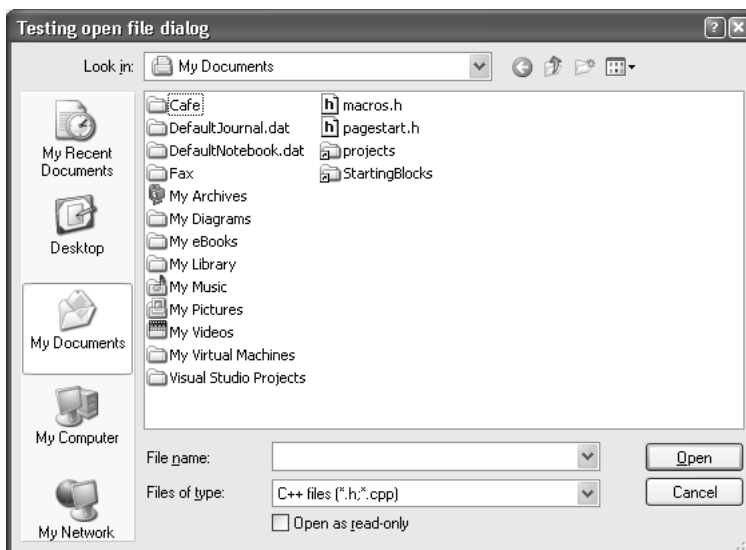 Testing open file dialog
Look in: My Documents
My Recent
Documents
Desktop
My Documents
My Computer
My Network
Cafe
DefaultJournal.dat
DefaultNotebook.dat
Fax
My Archives
My Diagrams
My eBooks
My Library
My Music
My Pictures
My Videos
My Virtual Machines
Visual Studio Projects
macros.h
pagestart.h
projects
StartingBlocks
File name:
Open
Files of type: C++ files (*.h;*.cpp)
Cancel
Open as read-only